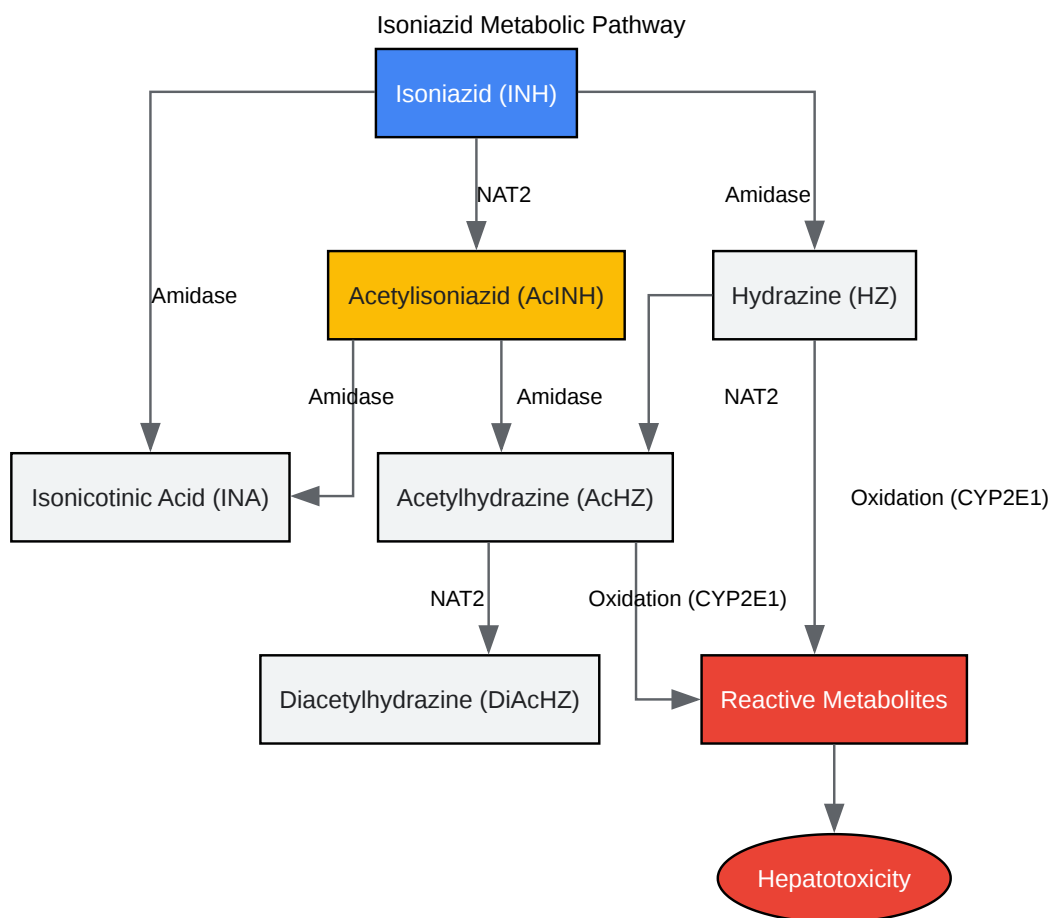 Isoniazid Metabolic Pathway
Isoniazid (INH)
NAT2
Amidase
Amidase
Acetylisoniazid (AcINH)
Hydrazine (HZ)
Amidase
Amidase
NAT2
Isonicotinic Acid (INA)
Acetylhydrazine (AcHZ)
Oxidation (CYP2E1)
NAT2
Oxidation (CYP2E1)
Diacetylhydrazine (DiAcHZ)
Reactive Metabolites
Hepatotoxicity